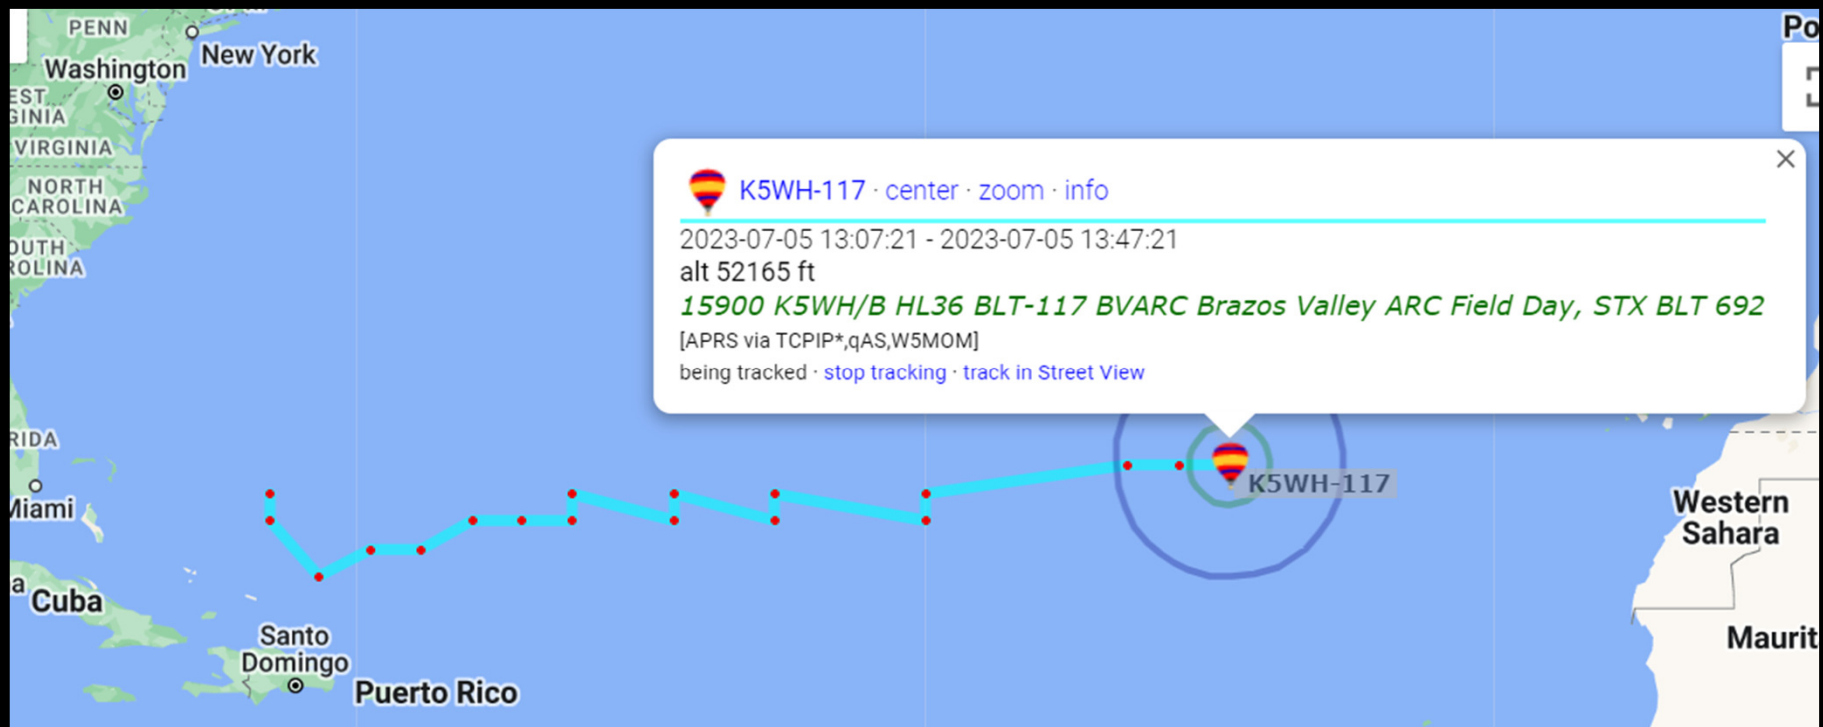 PENN
New York
Washington
EST
GINIA
VIRGINIA
NORTH
CAROLINA
OUTH
ROLINA
RIDA
Miami
a
Cuba
Santo
Domingo
Puerto Rico
K5WH-117 · center · zoom · info
2023-07-05 13:07:21 - 2023-07-05 13:47:21
alt 52165 ft
15900 K5WH/B HL36 BLT-117 BVARC Brazos Valley ARC Field Day, STX BLT 692
[APRS via TCPIP*,qAS,W5MOM]
being tracked · stop tracking · track in Street View
K5WH-117
Po
Western
Sahara
Maurit